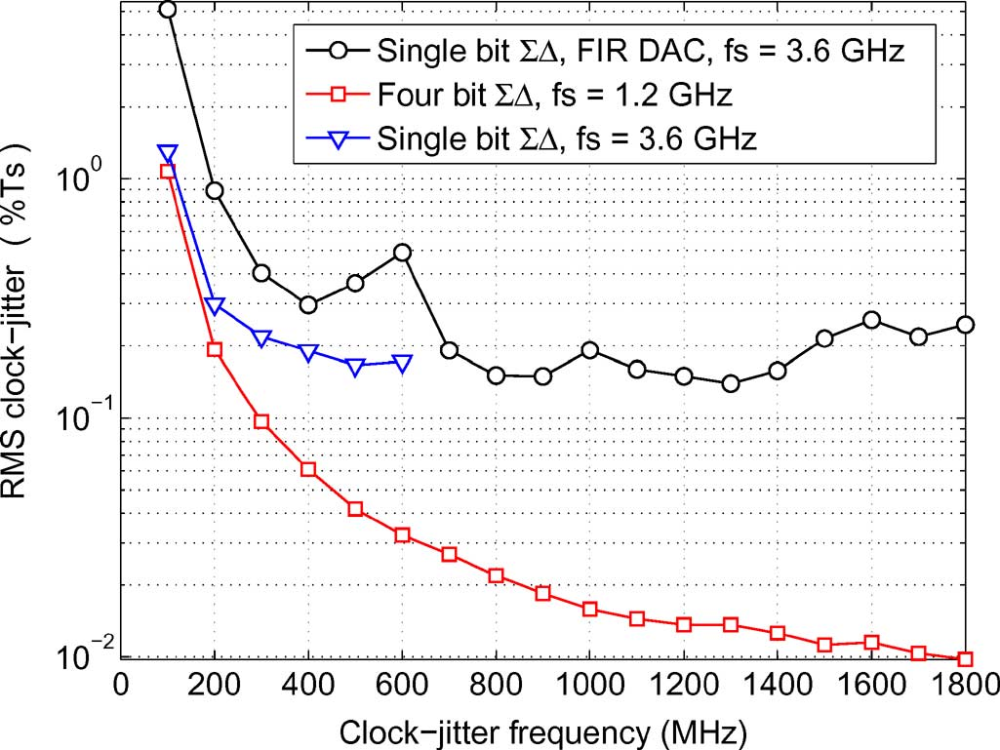 Single bit ΣΔ, FIR DAC, fs = 3.6 GHz
Four bit ΣΔ, fs = 1.2 GHz
Single bit ΣΔ, fs = 3.6 GHz
RMS clock−jitter ( %Ts )
10^0
10^−1
10^−2
0 200 400 600 800 1000 1200 1400 1600 1800
Clock−jitter frequency (MHz)